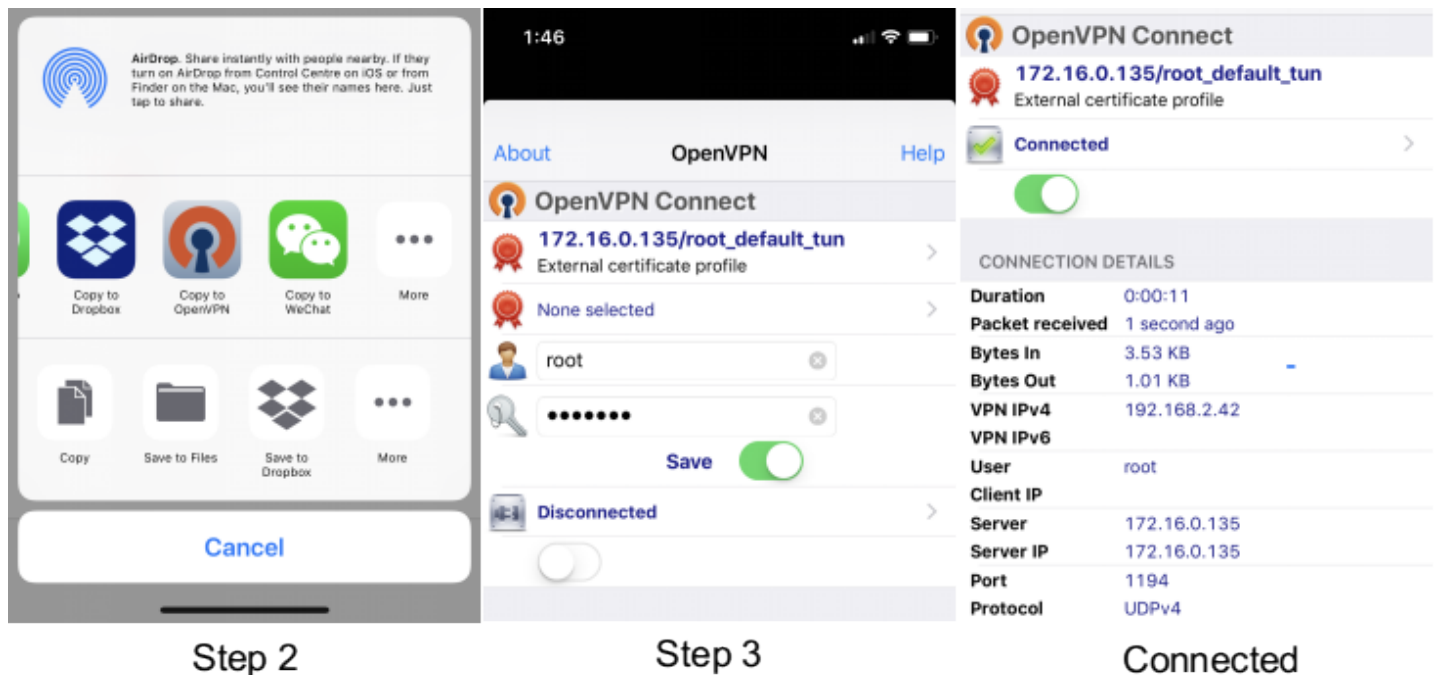 AirDrop. Share instantly with people nearby. If they
turn on AirDrop from Control Centre on iOS or from
Finder on the Mac, you'll see their names here. Just
tap to share.
Copy to
Dropbox
Copy to
OpenVPN
Copy to
WeChat
More
Copy
Save to Files
Save to
Dropbox
More
Cancel
Step 2
1:46
About
OpenVPN
Help
OpenVPN Connect
172.16.0.135/root_default_tun
External certificate profile
None selected
root
•••••••
Save
Disconnected
Step 3
OpenVPN Connect
172.16.0.135/root_default_tun
External certificate profile
Connected
CONNECTION DETAILS
Duration 0:00:11
Packet received 1 second ago
Bytes In 3.53 KB
Bytes Out 1.01 KB
VPN IPv4 192.168.2.42
VPN IPv6
User root
Client IP
Server 172.16.0.135
Server IP 172.16.0.135
Port 1194
Protocol UDPv4
Connected